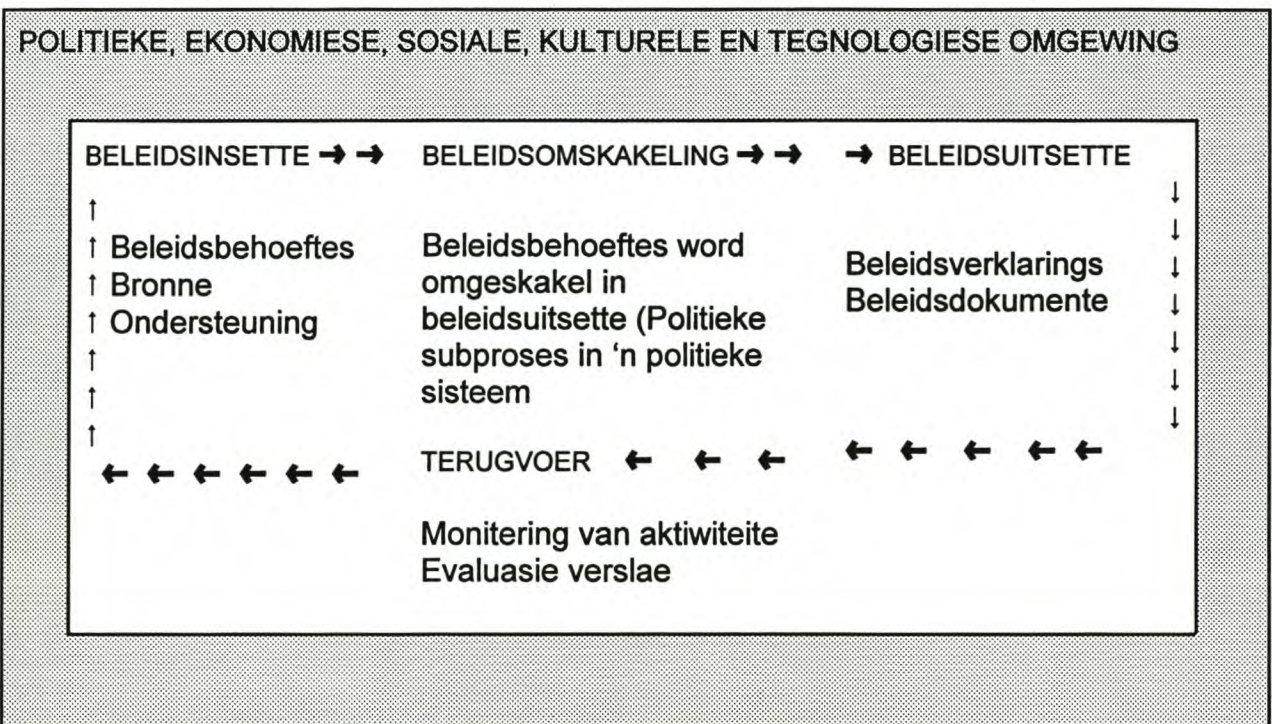 POLITIEKE, EKONOMIESE, SOSIALE, KULTURELE EN TEGNOLOGIESE OMGEWING
BELEIDSINSETTE → → BELEIDSOMSKAKELING → → → BELEIDSUITSETTE
↑ ↓
↑ Beleidsbehoeftes
↑ Bronne
↑ Ondersteuning
↑
↑
↑
Beleidsbehoeftes word
omgeskakel in
beleidsuitsette (Politieke
subproses in ‘n politieke
sisteem
Beleidsverklarings ↓
Beleidsdokumente ↓
↓
↓
↓
↓
← ← ← ← ← ← TERUGVOER ← ← ← ← ← ← ← ←
Monitering van aktiwiteite
Evaluasie verslae